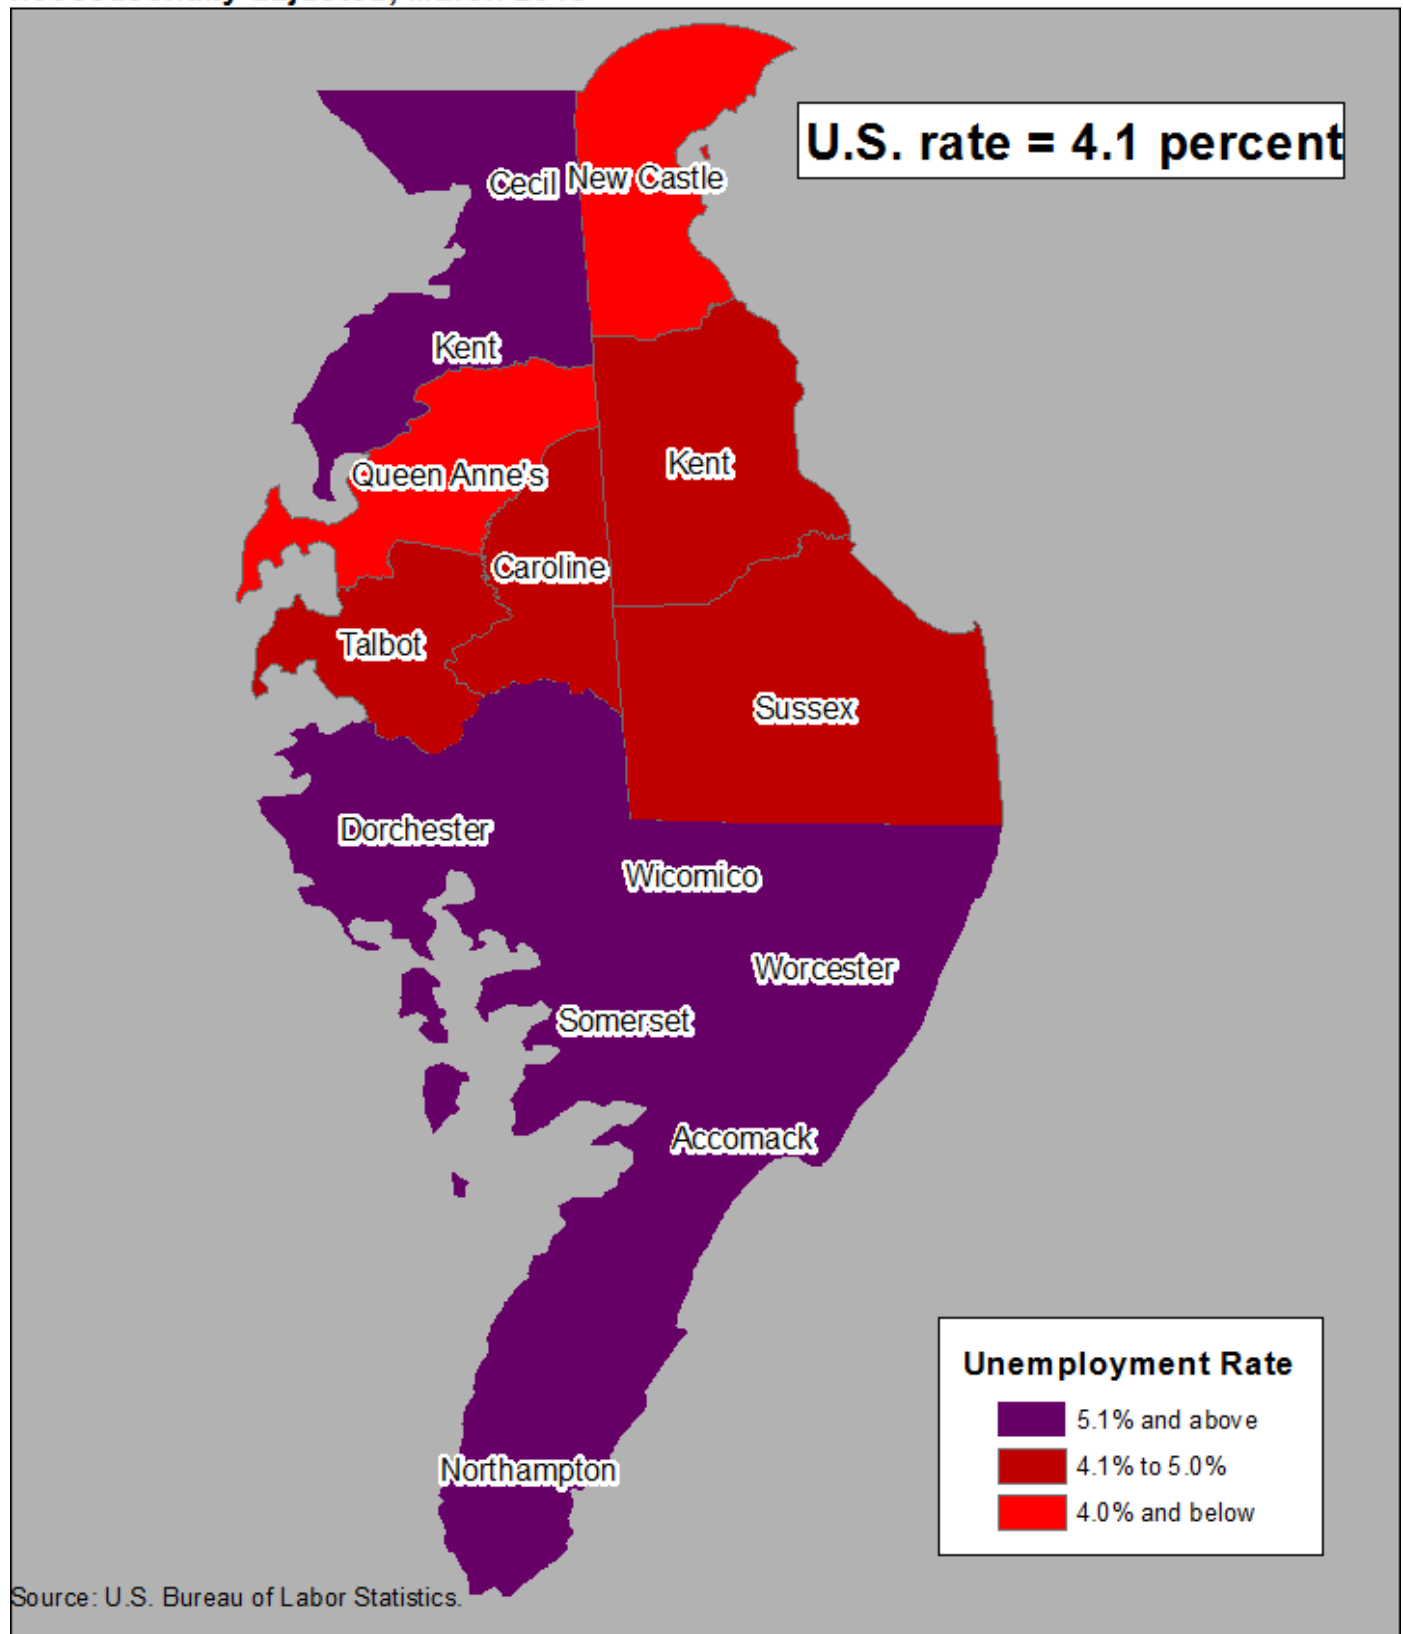 U.S. rate = 4.1 percent
Cecil
New Castle
Kent
Queen Anne's
Kent
Caroline
Talbot
Sussex
Dorchester
Wicomico
Worcester
Somerset
Accomack
Unemployment Rate
5.1% and above
4.1% to 5.0%
4.0% and below
Northampton
Source: U.S. Bureau of Labor Statistics.